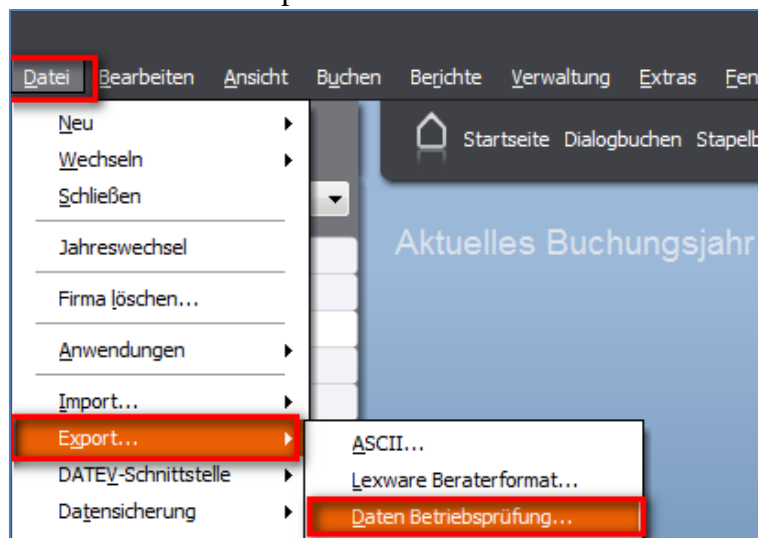 Datei Bearbeiten Ansicht Buchen Berichte Verwaltung Extras
Neu
Wechseln
Schließen
Jahreswechsel
Firma löschen...
Anwendungen
Import...
Export...
DATEV-Schnittstelle
Datensicherung
Startseite Dialogbuchen
Aktuelles Buchungsjahr
ASCII...
Lexware Beraterformat...
Daten Betriebsprüfung...